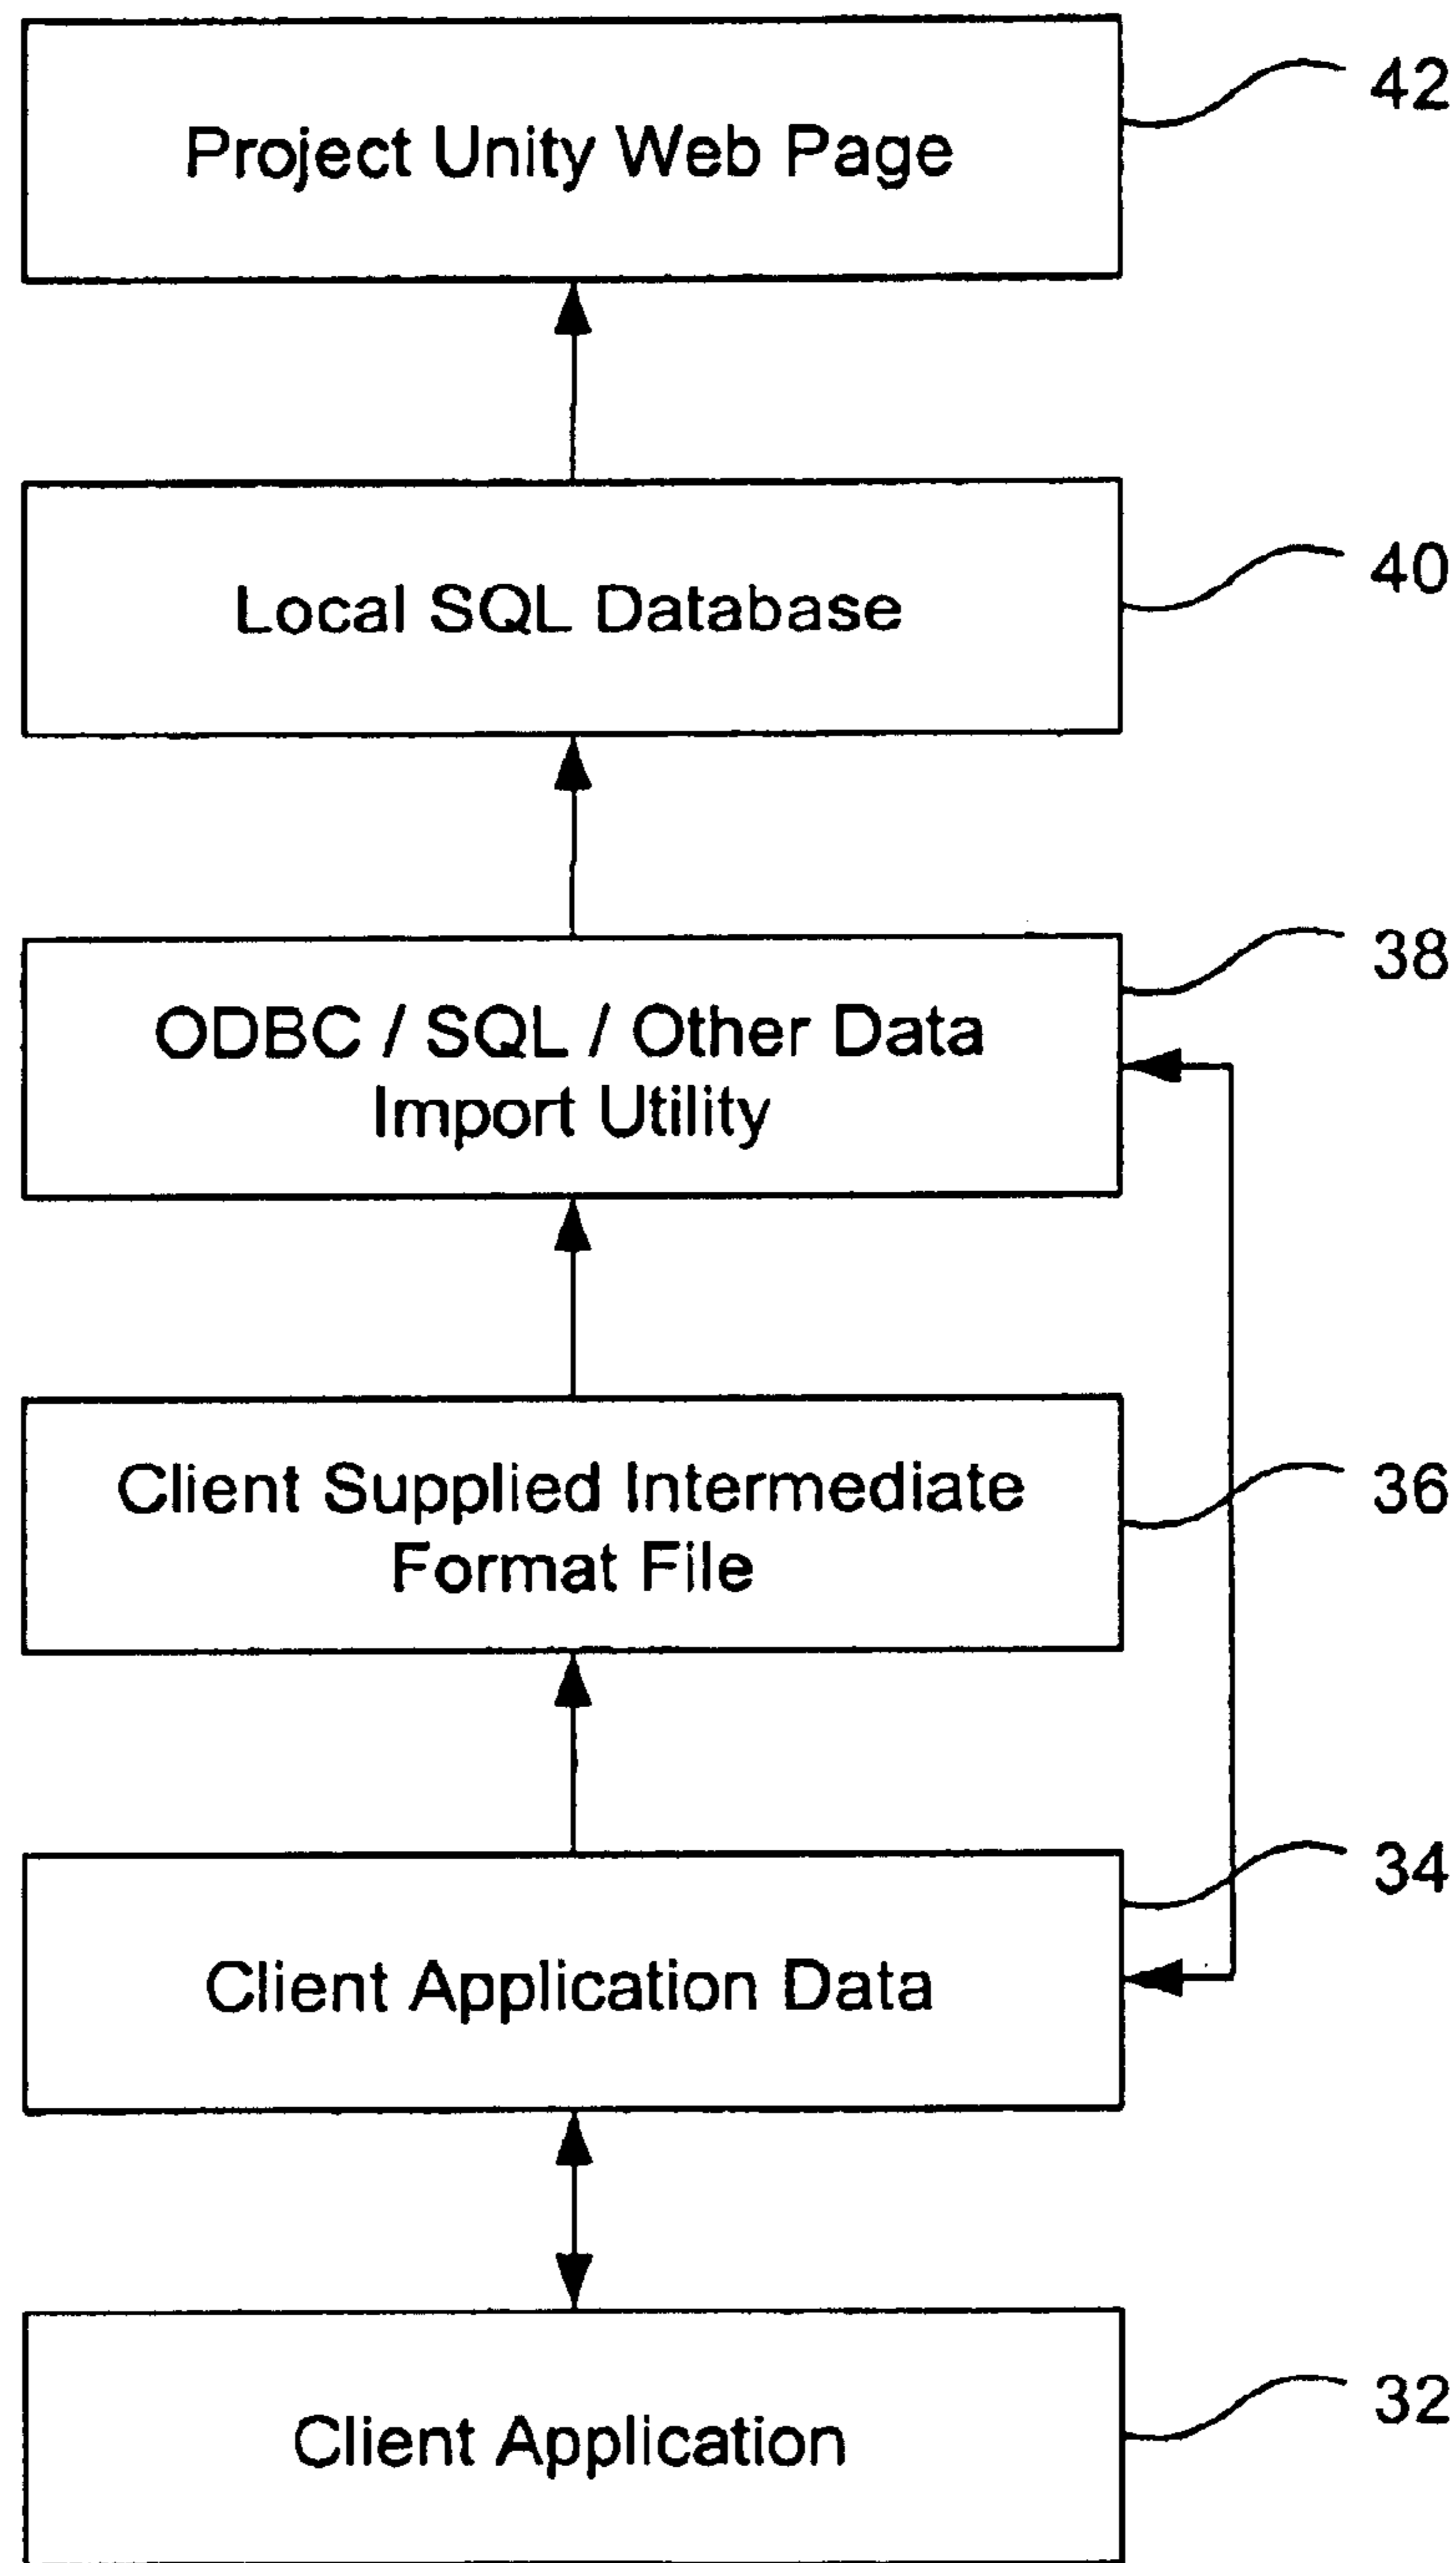 Project Unity Web Page
42
Local SQL Database
40
ODBC / SQL / Other Data
Import Utility
38
Client Supplied Intermediate
Format File
36
Client Application Data
34
Client Application
32